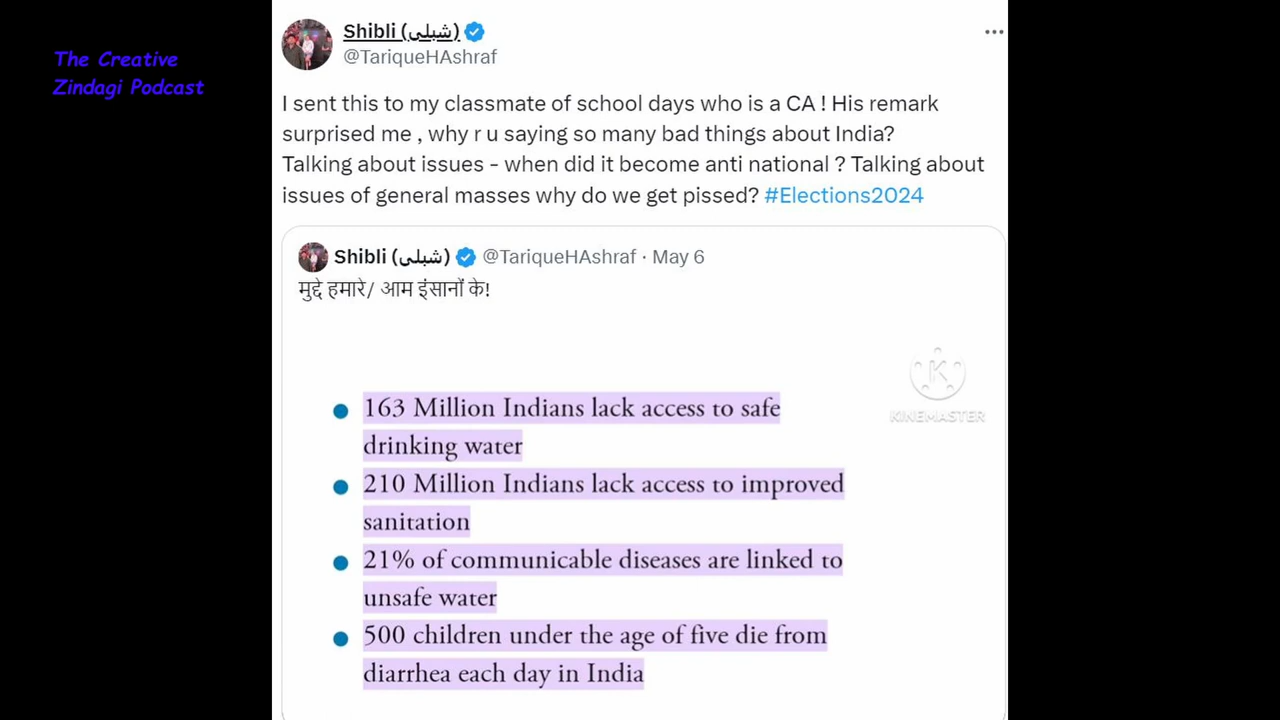 The Creative
Zindagi Podcast
Shibli (شبلی)
@TariqueHAshraf
I sent this to my classmate of school days who is a CA ! His remark
surprised me , why r u saying so many bad things about India?
Talking about issues - when did it become anti national ? Talking about
issues of general masses why do we get pissed? #Elections2024
Shibli (شبلی) @TariqueHAshraf · May 6
मुद्दे हमारे/ आम इंसानों के!
K
KINEMASTER
163 Million Indians lack access to safe
drinking water
210 Million Indians lack access to improved
sanitation
21% of communicable diseases are linked to
unsafe water
500 children under the age of five die from
diarrhea each day in India